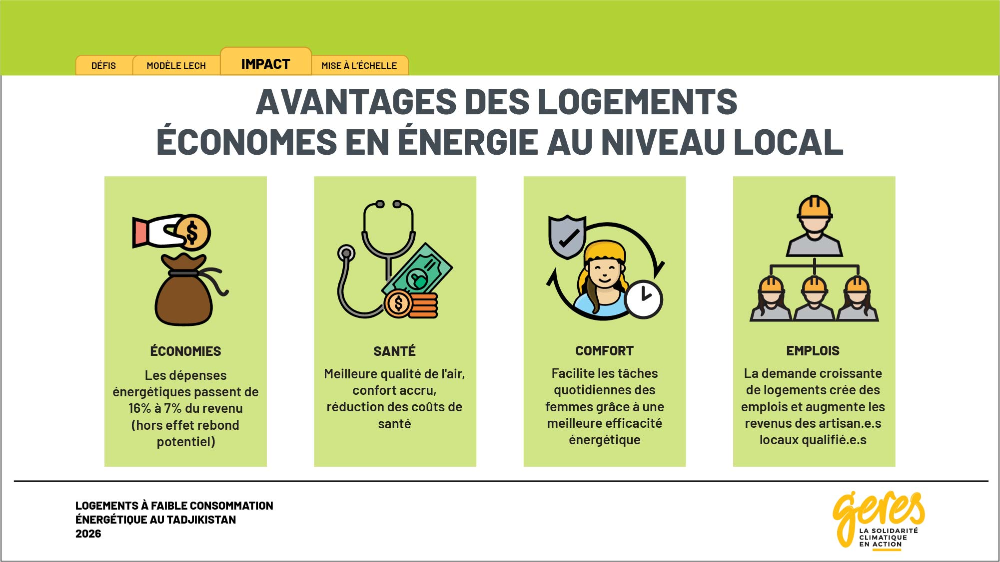 DÉFIS
MODÈLE LECH
IMPACT
MISE À L'ÉCHELLE
AVANTAGES DES LOGEMENTS
ÉCONOMES EN ÉNERGIE AU NIVEAU LOCAL
$
ÉCONOMIES
Les dépenses
énergétiques passent de
16% à 7% du revenu
(hors effet rebond
potentiel)
$
SANTÉ
Meilleure qualité de l'air,
confort accru,
réduction des coûts de
santé
COMFORT
Facilite les tâches
quotidiennes des
femmes grâce à une
meilleure efficacité
énergétique
EMPLOIS
La demande croissante
de logements crée des
emplois et augmente les
revenus des artisan.e.s
locaux qualifié.e.s
LOGEMENTS À FAIBLE CONSOMMATION
ÉNERGÉTIQUE AU TADJIKISTAN
2026
geres
LA SOLIDARITÉ
CLIMATIQUE
EN ACTION